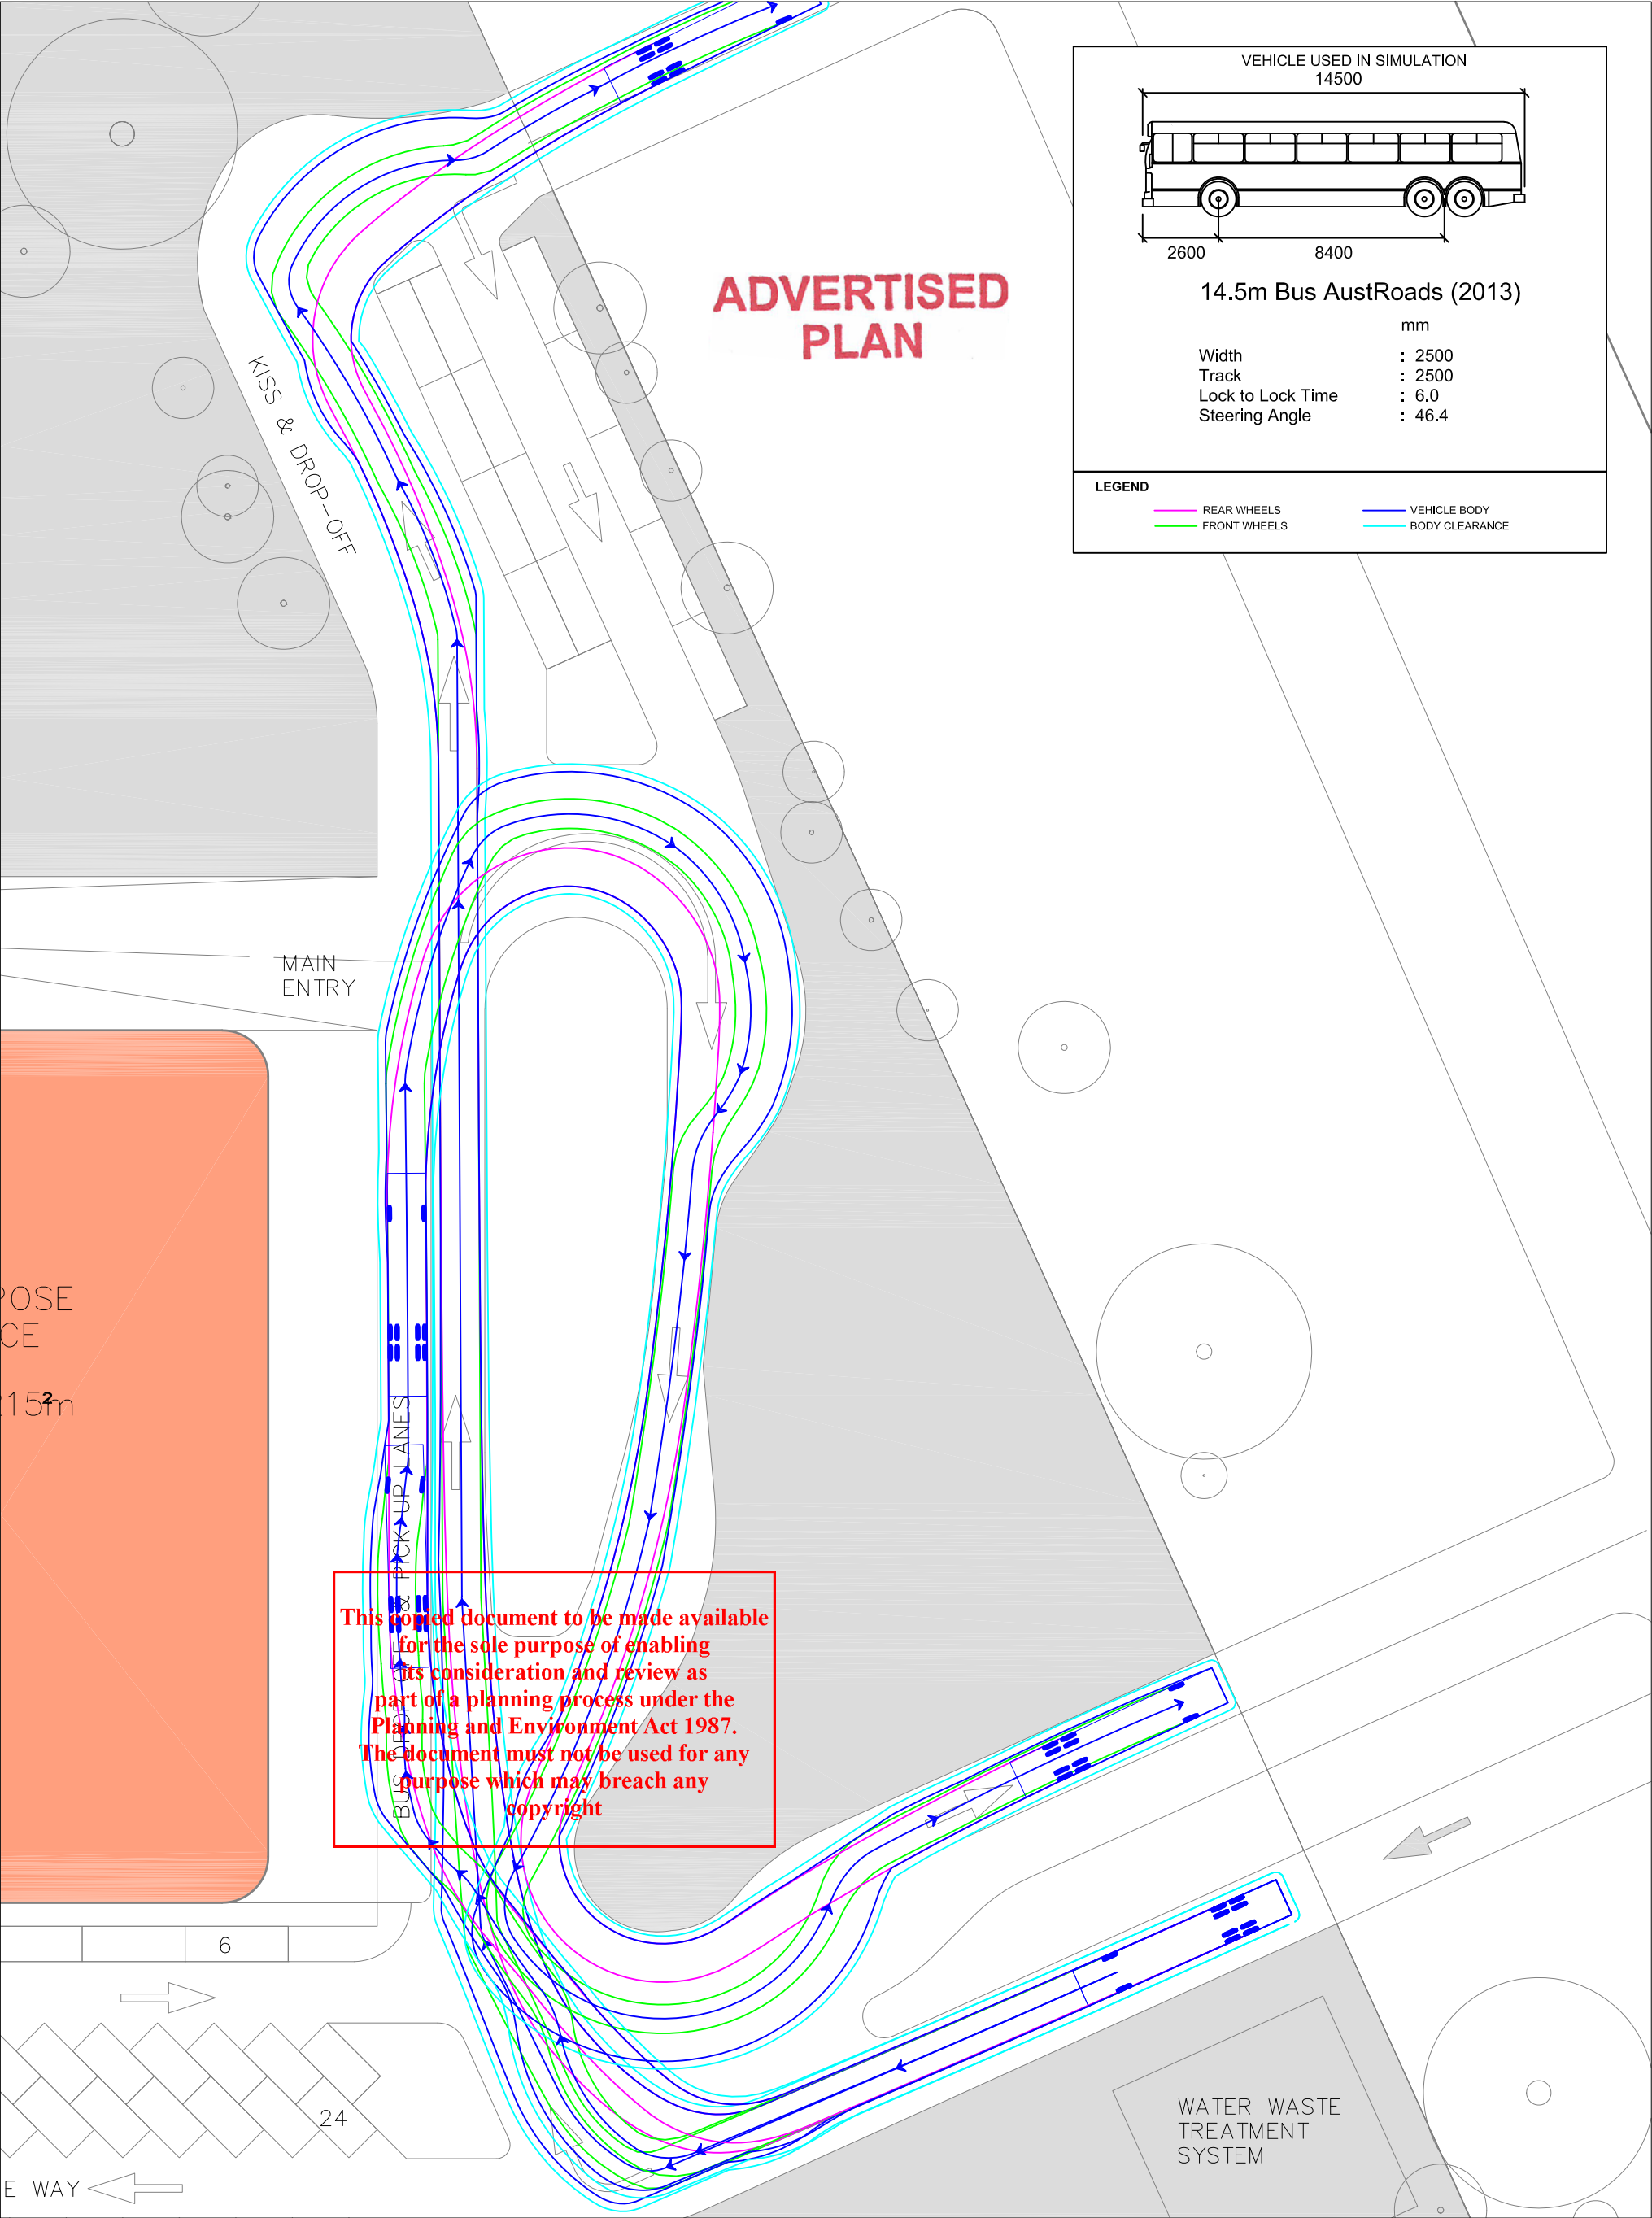 VEHICLE USED IN SIMULATION
14500
2600
8400
14.5m Bus AustRoads (2013)
mm
Width : 2500
Track : 2500
Lock to Lock Time : 6.0
Steering Angle : 46.4
LEGEND
REAR WHEELS
VEHICLE BODY
FRONT WHEELS
BODY CLEARANCE
ADVERTISED
PLAN
KISS & DROP-OFF
MAIN
ENTRY
POSE
CE
215m²
BUS DROP OFF & PICK UP LANES
This copied document to be made available
for the sole purpose of enabling
its consideration and review as
part of a planning process under the
Planning and Environment Act 1987.
The document must not be used for any
purpose which may breach any
copyright
6
24
E WAY
WATER WASTE
TREATMENT
SYSTEM